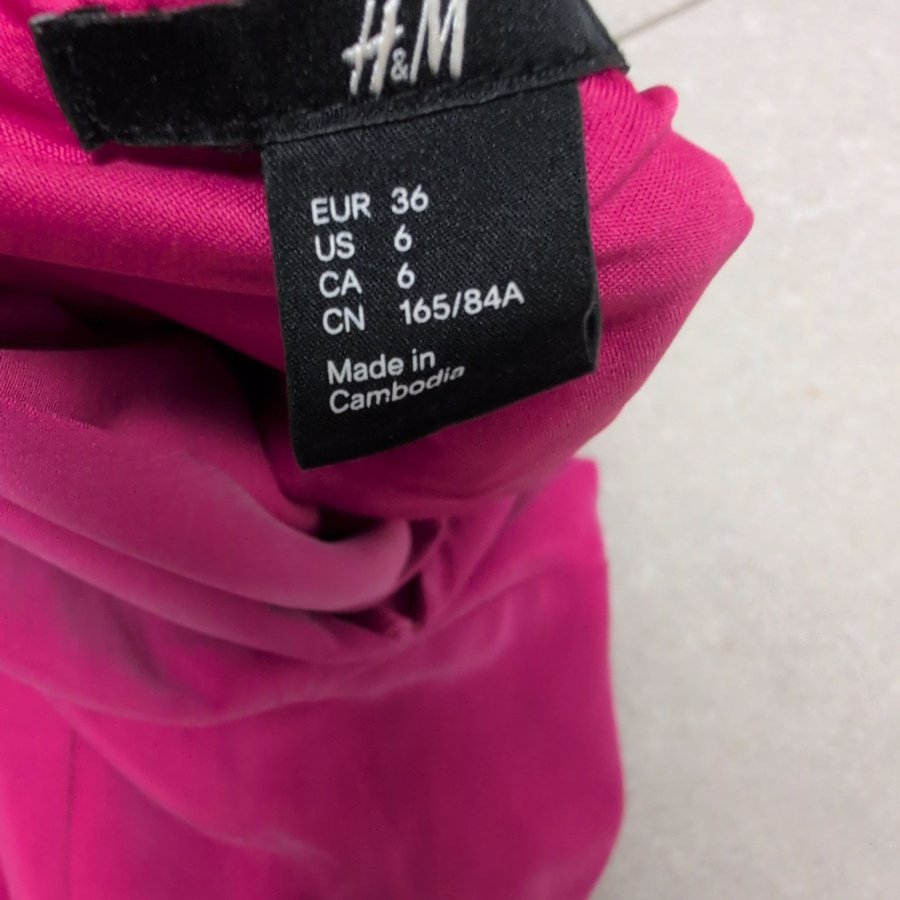 H&M
EUR 36
US 6
CA 6
CN 165/84A
Made in
Cambodia